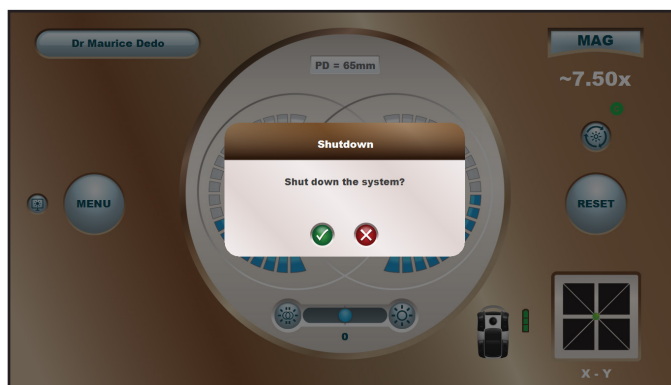 Dr Maurice Dedo
MAG
PD = 65mm
~7.50x
Shutdown
Shut down the system?
MENU
RESET
0
X - Y